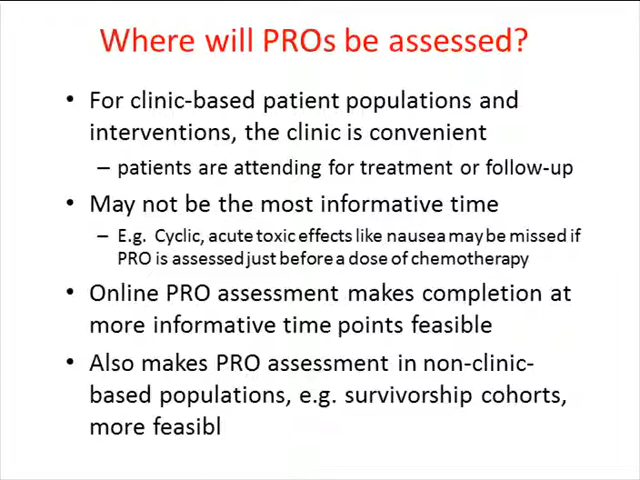 Where will PROs be assessed?
• For clinic-based patient populations and
interventions, the clinic is convenient
– patients are attending for treatment or follow-up
• May not be the most informative time
– E.g. Cyclic, acute toxic effects like nausea may be missed if
PRO is assessed just before a dose of chemotherapy
• Online PRO assessment makes completion at
more informative time points feasible
• Also makes PRO assessment in non-clinic-
based populations, e.g. survivorship cohorts,
more feasibl